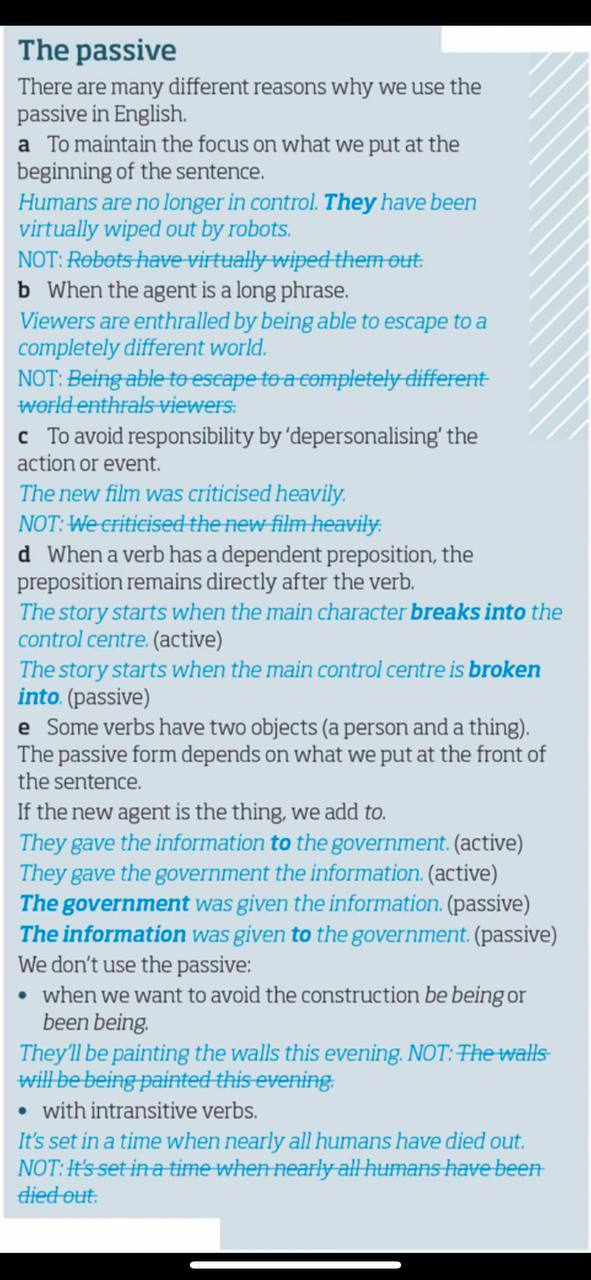 The passive
There are many different reasons why we use the
passive in English.
a To maintain the focus on what we put at the
beginning of the sentence.
Humans are no longer in control. They have been
virtually wiped out by robots.
NOT: Robots have virtually wiped them out.
b When the agent is a long phrase.
Viewers are enthralled by being able to escape to a
completely different world.
NOT: Being able to escape to a completely different
world enthrals viewers.
c To avoid responsibility by ‘depersonalising’ the
action or event.
The new film was criticised heavily.
NOT: We criticised the new film heavily.
d When a verb has a dependent preposition, the
preposition remains directly after the verb.
The story starts when the main character breaks into the
control centre. (active)
The story starts when the main control centre is broken
into. (passive)
e Some verbs have two objects (a person and a thing).
The passive form depends on what we put at the front of
the sentence.
If the new agent is the thing, we add to.
They gave the information to the government. (active)
They gave the government the information. (active)
The government was given the information. (passive)
The information was given to the government. (passive)
We don’t use the passive:
• when we want to avoid the construction be being or
been being.
They’ll be painting the walls this evening. NOT: The walls
will be being painted this evening.
• with intransitive verbs.
It’s set in a time when nearly all humans have died out.
NOT: It’s set in a time when nearly all humans have been
died out.